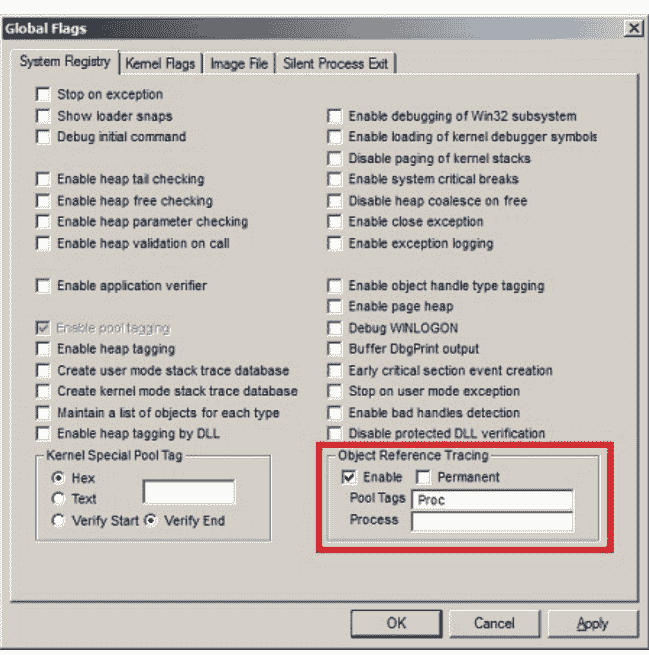 Global Flags
System Registry Kernel Flags Image File Silent Process Exit
Stop on exception
Show loader snaps
Debug initial command
Enable heap tail checking
Enable heap free checking
Enable heap parameter checking
Enable heap validation on call
Enable application verifier
Enable pool tagging
Enable heap tagging
Create user mode stack trace database
Create kernel mode stack trace database
Maintain a list of objects for each type
Enable heap tagging by DLL
Enable debugging of Win32 subsystem
Enable loading of kernel debugger symbols
Disable paging of kernel stacks
Enable system critical breaks
Disable heap coalesce on free
Enable close exception
Enable exception logging
Enable object handle type tagging
Enable page heap
Debug WINLOGON
Buffer DbgPrint output
Early critical section event creation
Stop on user mode exception
Enable bad handles detection
Disable protected DLL verification
Kernel Special Pool Tag
Hex
Text
Verify Start Verify End
Object Reference Tracing
Enable Permanent
Pool Tags Proc
Process
OK Cancel Apply